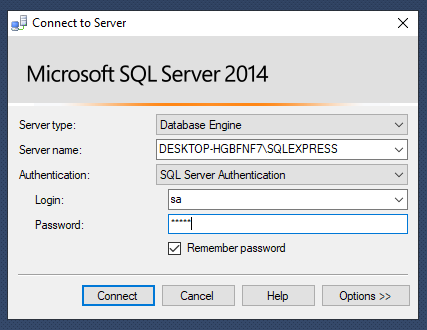 Connect to Server
Microsoft SQL Server 2014
Server type: Database Engine
Server name: DESKTOP-HGBFNF7\SQLEXPRESS
Authentication: SQL Server Authentication
Login: sa
Password: *****
Remember password
Connect Cancel Help Options >>